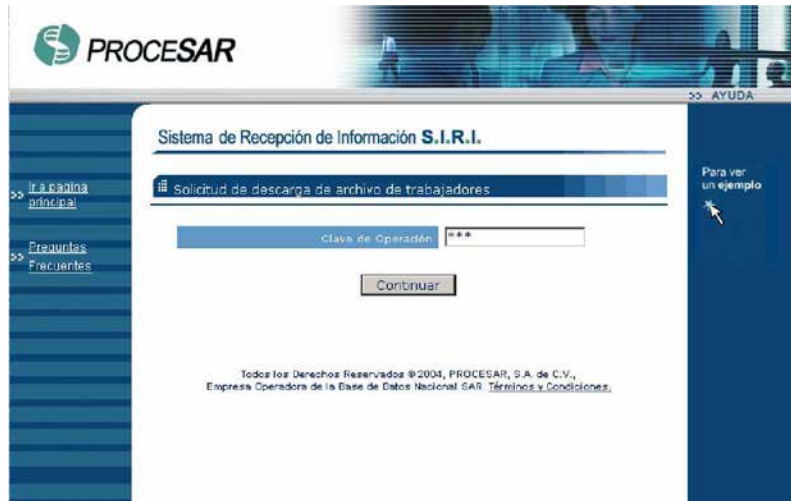 PROCESAR
>> AYUDA
Sistema de Recepción de Información S.I.R.I.
>> Ir a pagina
principal
Solicitud de descarga de archivo de trabajadores
Para ver
un ejemplo
Clave de Operación ***
>> Preguntas
Frecuentes
Continuar
Todos los Derechos Reservados ©2004, PROCESAR, S.A. de C.V.,
Empresa Operadora de la Base de Datos Nacional SAR. Términos y Condiciones.